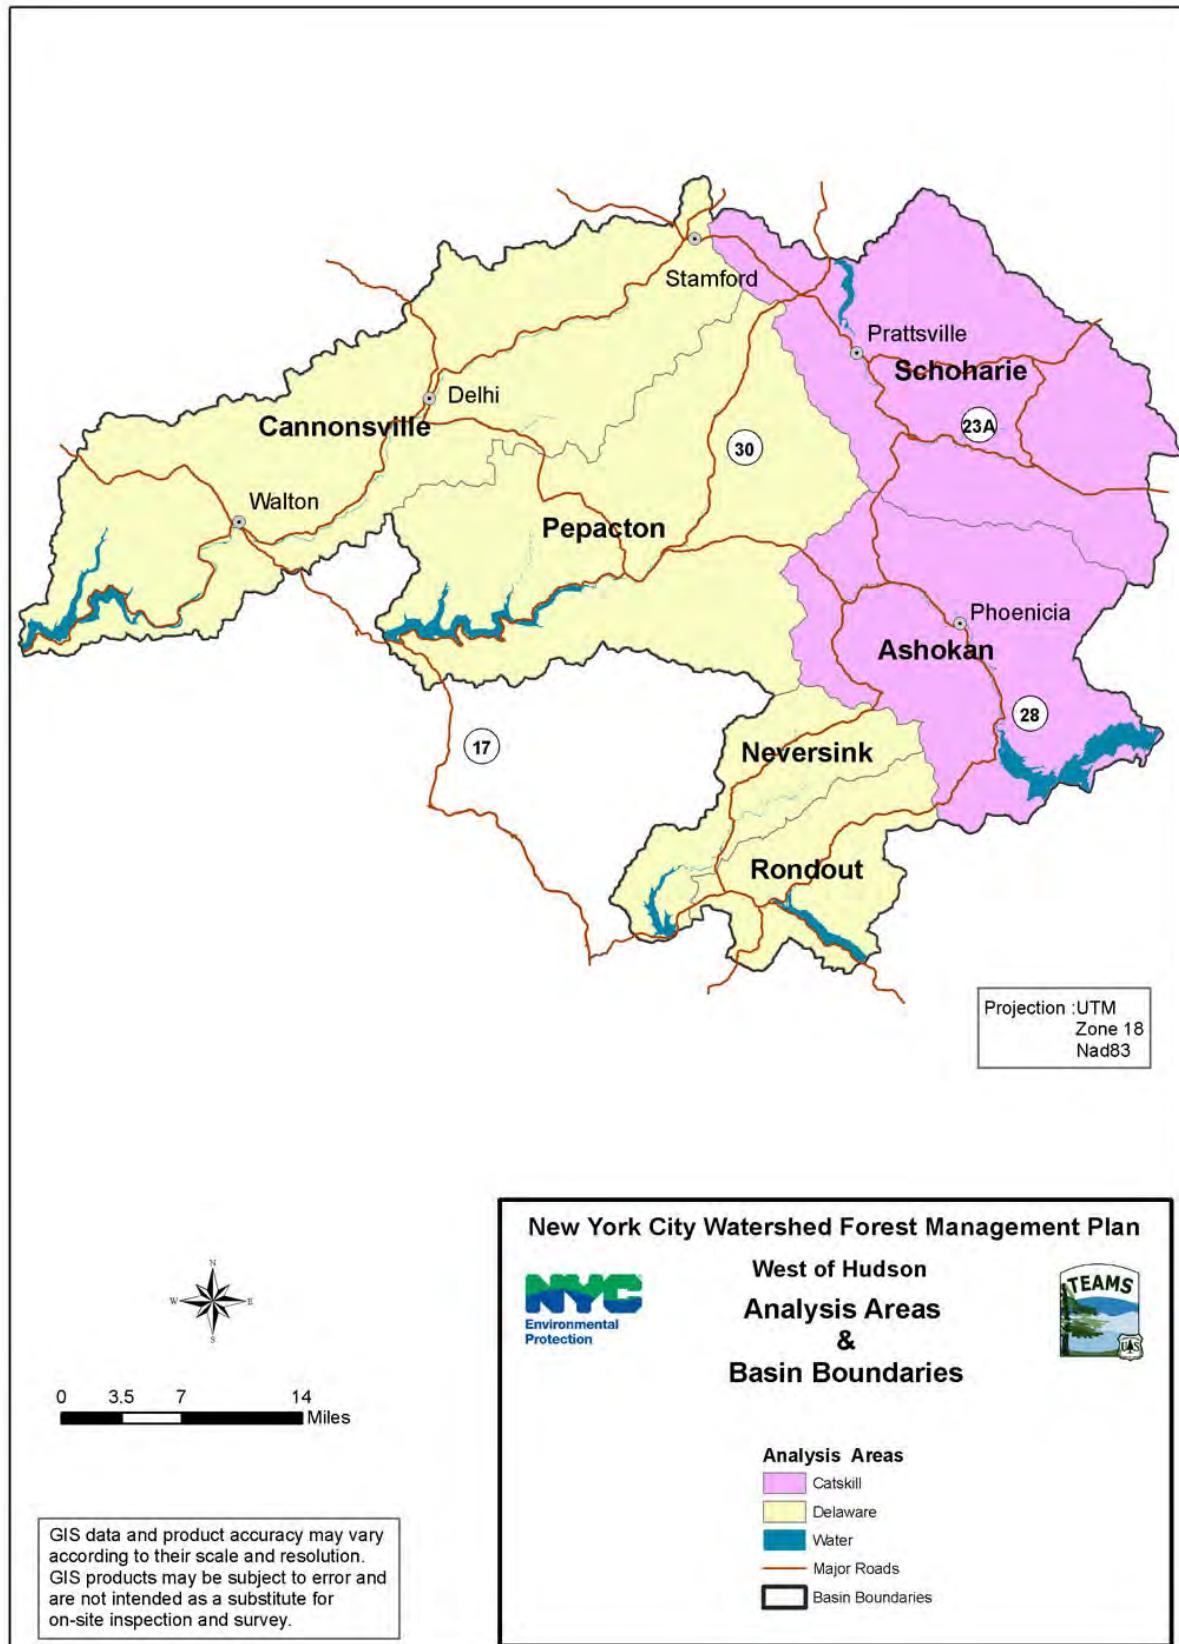 Stamford
Prattsville
Schoharie
Delhi
Cannonsville
23A
30
Walton
Pepacton
Phoenicia
Ashokan
28
17
Neversink
Rondout
Projection :UTM
Zone 18
Nad83
New York City Watershed Forest Management Plan
West of Hudson
Analysis Areas
&
Basin Boundaries
NYC
Environmental
Protection
TEAMS
U S
N
W E
S
0 3.5 7 14
Miles
Analysis Areas
Catskill
Delaware
Water
Major Roads
Basin Boundaries
GIS data and product accuracy may vary
according to their scale and resolution.
GIS products may be subject to error and
are not intended as a substitute for
on-site inspection and survey.